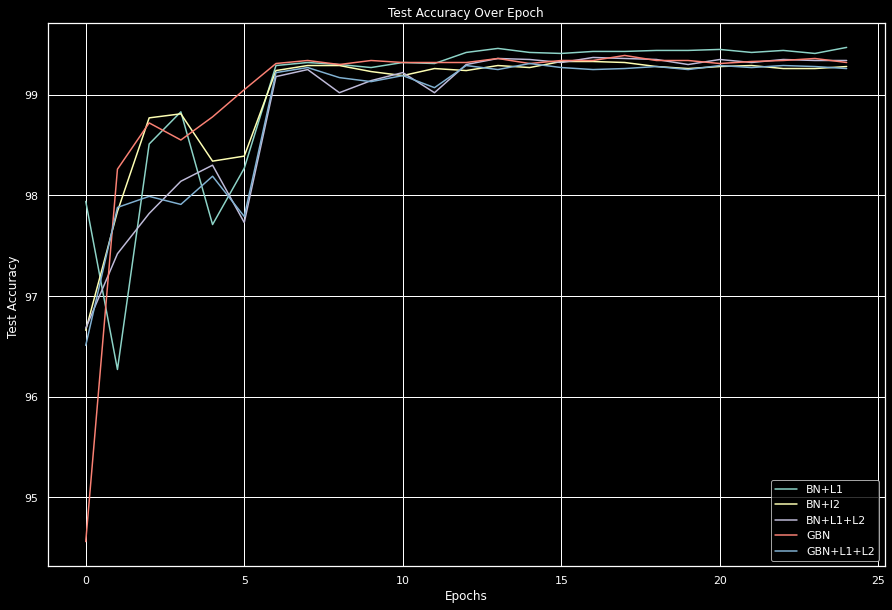 Test Accuracy Over Epoch
Test Accuracy
99
98
97
96
95
0 5 10 15 20 25
Epochs
BN+L1
BN+l2
BN+L1+L2
GBN
GBN+L1+L2